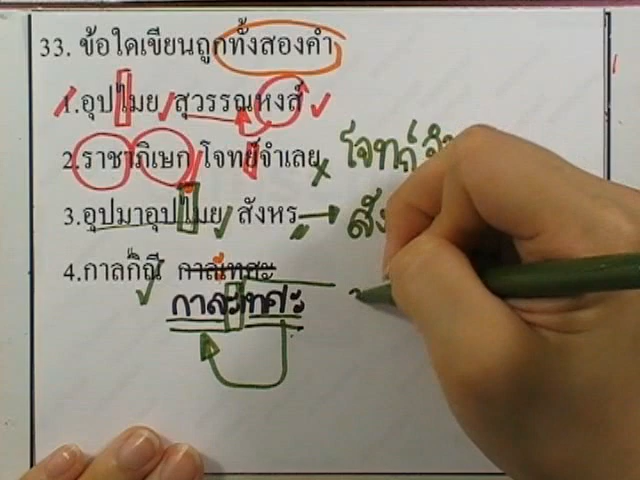 33. ข้อใดเขียนถูกทั้งสองคำ
1.อุปไมย สุวรรณหงส์
2.ราชาภิเษก โจทย์จำเลย โจทก์
3.อุปมาอุปไมย สังหร
4.กาลกิณี กาลเทศะ
กาละเทศะ